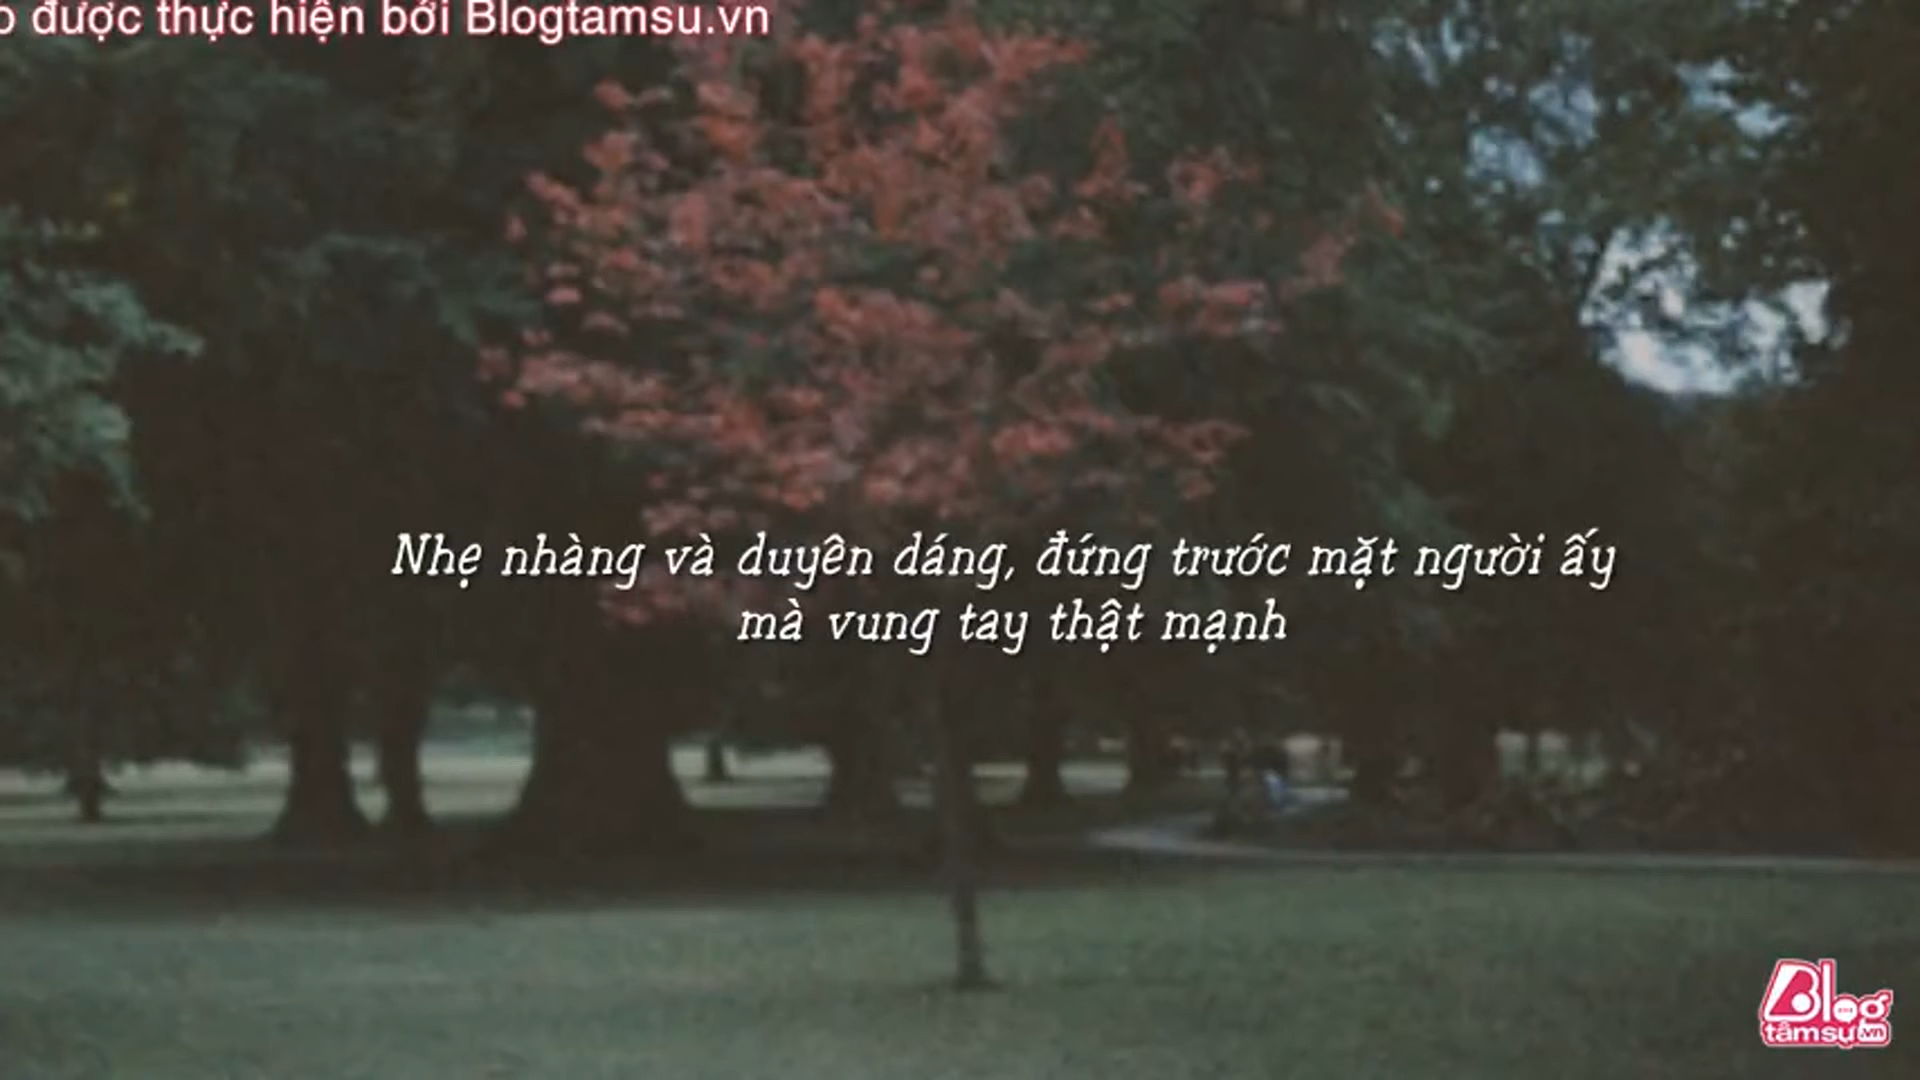 được thực hiện bởi Blogtamsu.vn
Nhẹ nhàng và duyên dáng, đứng trước mặt người ấy
mà vung tay thật mạnh
Blog
tâmsự.vn